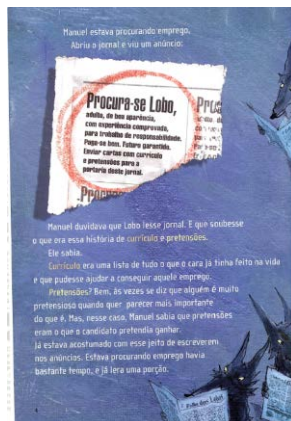 Manuel estava procurando emprego.
Abriu o jornal e viu um anúncio:
Procura-se Lobo,
adulto, de boa aparência,
com experiência comprovada,
para trabalho de responsabilidade.
Paga-se bem. Futuro garantido.
Enviar cartas com currículo
e pretensões para a
portaria deste jornal.
Manuel duvidava que Lobo lesse jornal. E que soubesse
o que era essa história de currículo e pretensões.
Ele sabia.
Currículo era uma lista de tudo o que o cara já tinha feito na vida
e que pudesse ajudar a conseguir aquele emprego.
Pretensões? Bem, às vezes se diz que alguém é muito
pretensioso quando quer parecer mais importante
do que é. Mas, nesse caso, Manuel sabia que pretensões
eram o que o candidato pretendia ganhar.
Já estava acostumado com esse jeito de escreverem
nos anúncios. Estava procurando emprego havia
bastante tempo, e já lera uma porção.
4